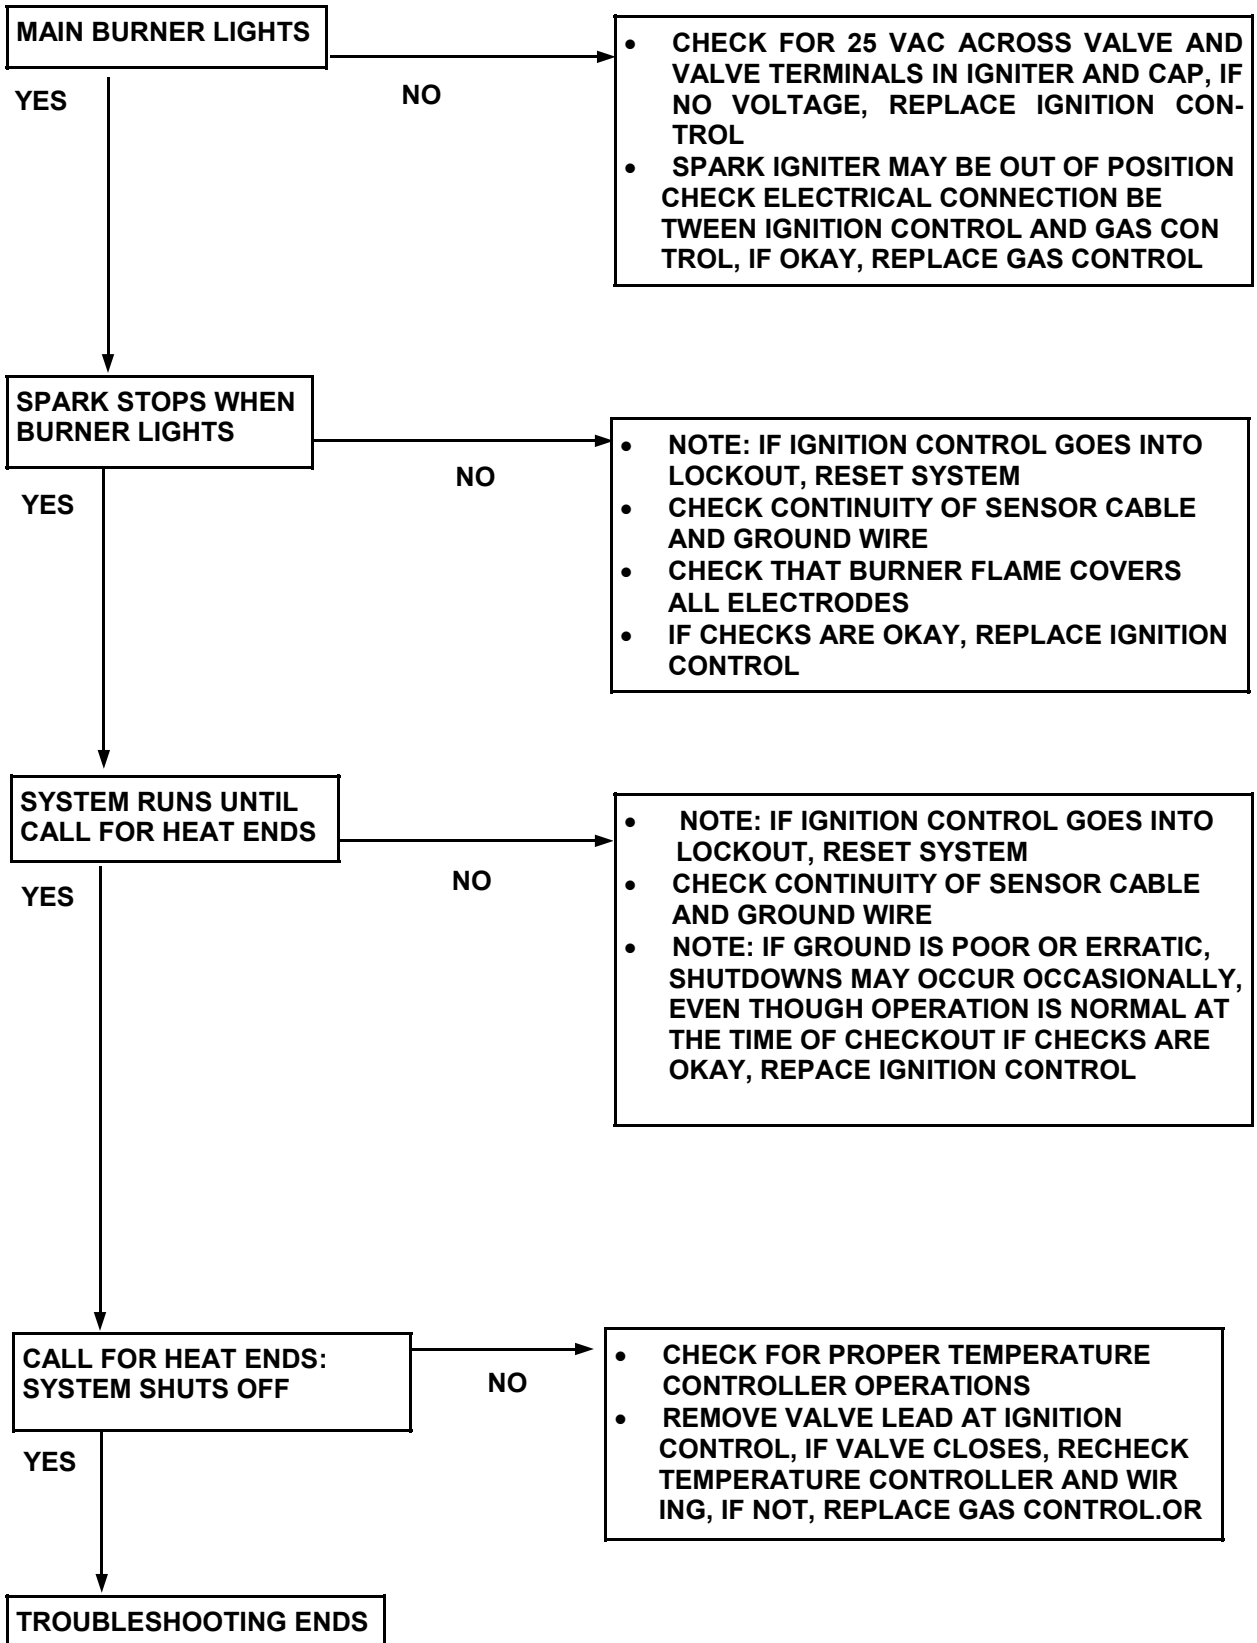 MAIN BURNER LIGHTS
YES
NO
• CHECK FOR 25 VAC ACROSS VALVE AND
VALVE TERMINALS IN IGNITER AND CAP, IF
NO VOLTAGE, REPLACE IGNITION CON-
TROL
• SPARK IGNITER MAY BE OUT OF POSITION
CHECK ELECTRICAL CONNECTION BE
TWEEN IGNITION CONTROL AND GAS CON
TROL, IF OKAY, REPLACE GAS CONTROL
SPARK STOPS WHEN
BURNER LIGHTS
YES
NO
• NOTE: IF IGNITION CONTROL GOES INTO
LOCKOUT, RESET SYSTEM
• CHECK CONTINUITY OF SENSOR CABLE
AND GROUND WIRE
• CHECK THAT BURNER FLAME COVERS
ALL ELECTRODES
• IF CHECKS ARE OKAY, REPLACE IGNITION
CONTROL
SYSTEM RUNS UNTIL
CALL FOR HEAT ENDS
YES
NO
• NOTE: IF IGNITION CONTROL GOES INTO
LOCKOUT, RESET SYSTEM
• CHECK CONTINUITY OF SENSOR CABLE
AND GROUND WIRE
• NOTE: IF GROUND IS POOR OR ERRATIC,
SHUTDOWNS MAY OCCUR OCCASIONALLY,
EVEN THOUGH OPERATION IS NORMAL AT
THE TIME OF CHECKOUT IF CHECKS ARE
OKAY, REPACE IGNITION CONTROL
CALL FOR HEAT ENDS:
SYSTEM SHUTS OFF
YES
NO
• CHECK FOR PROPER TEMPERATURE
CONTROLLER OPERATIONS
• REMOVE VALVE LEAD AT IGNITION
CONTROL, IF VALVE CLOSES, RECHECK
TEMPERATURE CONTROLLER AND WIR
ING, IF NOT, REPLACE GAS CONTROL.OR
TROUBLESHOOTING ENDS